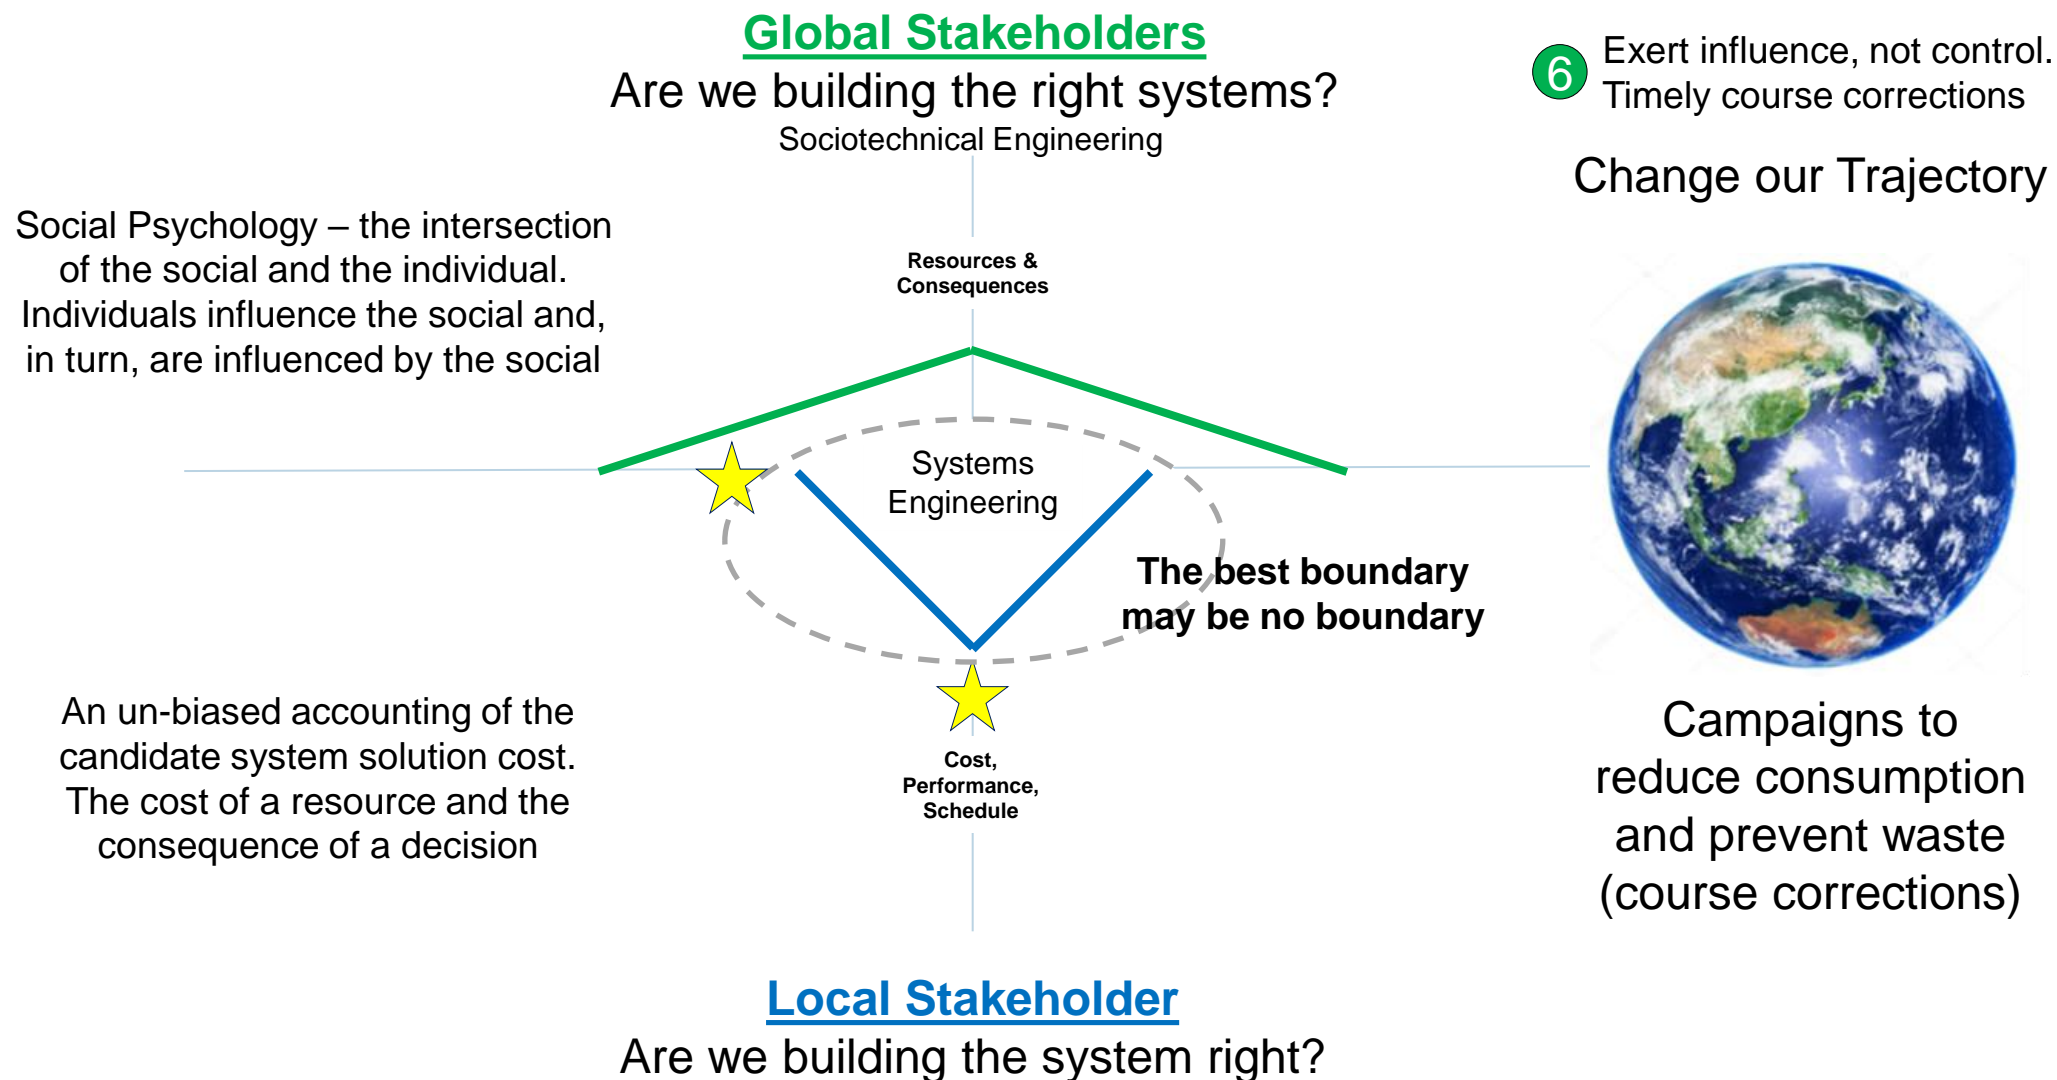 Global Stakeholders
Are we building the right systems?
Sociotechnical Engineering
6
Exert influence, not control.
Timely course corrections
Change our Trajectory
Social Psychology – the intersection
of the social and the individual.
Individuals influence the social and,
in turn, are influenced by the social
Resources &
Consequences
Systems
Engineering
The best boundary
may be no boundary
An un-biased accounting of the
candidate system solution cost.
The cost of a resource and the
consequence of a decision
Cost,
Performance,
Schedule
Campaigns to
reduce consumption
and prevent waste
(course corrections)
Local Stakeholder
Are we building the system right?